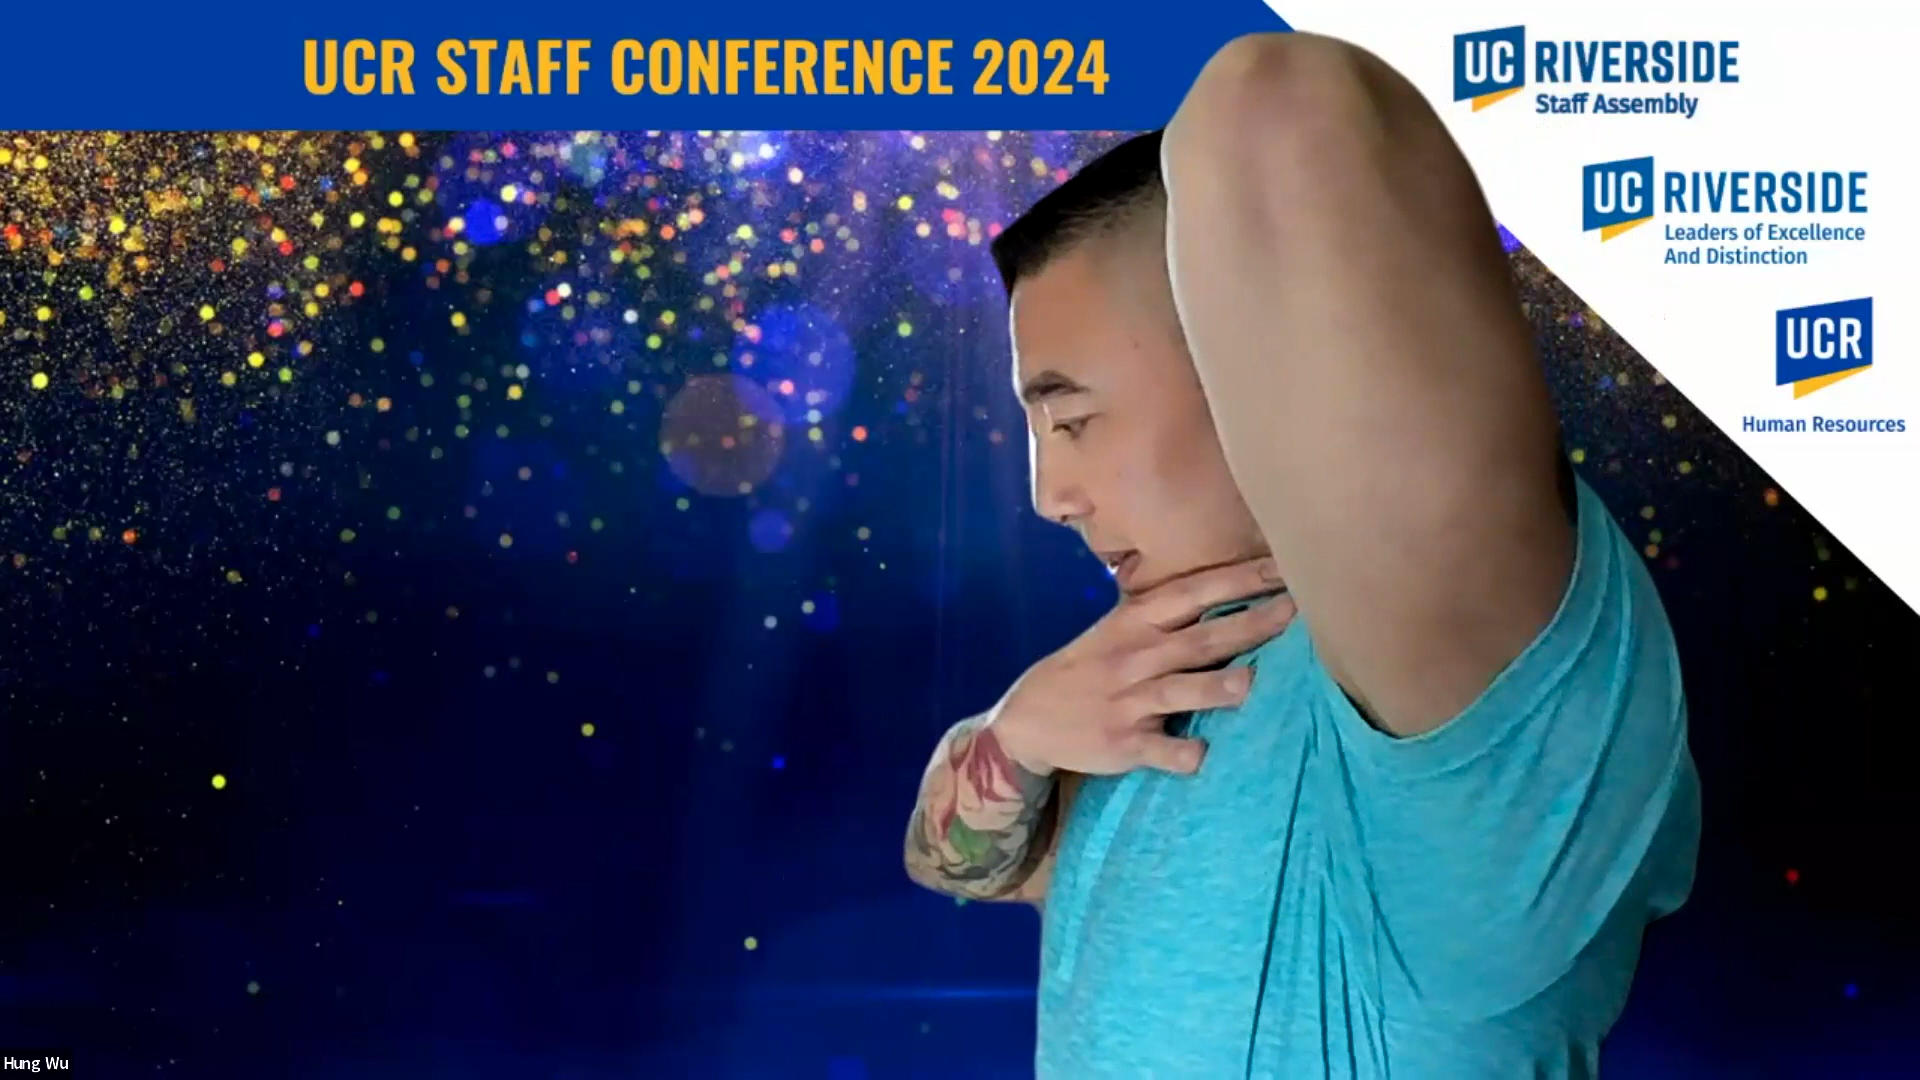 UCR STAFF CONFERENCE 2024
UC RIVERSIDE
Staff Assembly
UC RIVERSIDE
Leaders of Excellence
And Distinction
UCR
Human Resources
Hung Wu